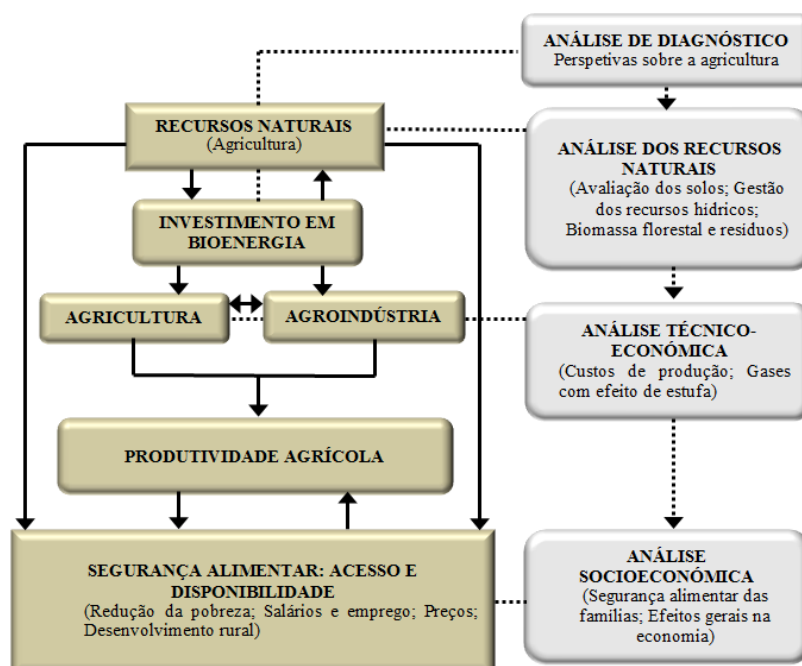 ANÁLISE DE DIAGNÓSTICO
Perspetivas sobre a agricultura
RECURSOS NATURAIS
(Agricultura)
ANÁLISE DOS RECURSOS
NATURAIS
(Avaliação dos solos; Gestão
dos recursos hídricos;
Biomassa florestal e residuos)
INVESTIMENTO EM
BIOENERGIA
AGRICULTURA
AGROINDÚSTRIA
ANÁLISE TÉCNICO-
ECONÓMICA
(Custos de produção; Gases
com efeito de estufa)
PRODUTIVIDADE AGRÍCOLA
SEGURANÇA ALIMENTAR: ACESSO E
DISPONIBILIDADE
(Redução da pobreza; Salários e emprego; Preços;
Desenvolvimento rural)
ANÁLISE
SOCIOECONÓMICA
(Segurança alimentar das
familias; Efeitos gerais na
economia)